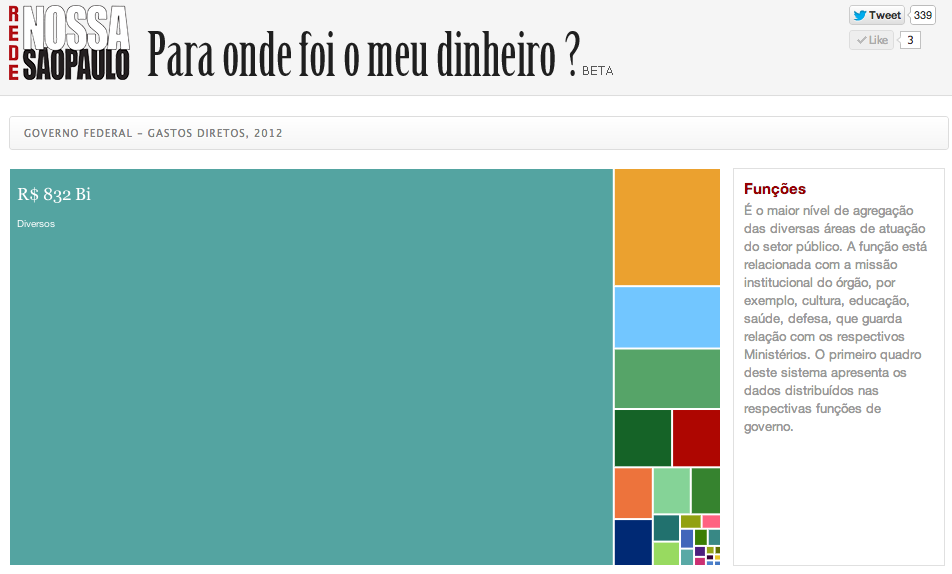 REDE
NOSSA
SÃOPAULO
Para onde foi o meu dinheiro ? BETA
Tweet 339
Like 3
GOVERNO FEDERAL – GASTOS DIRETOS, 2012
R$ 832 Bi
Diversos
Funções
É o maior nível de agregação
das diversas áreas de atuação
do setor público. A função está
relacionada com a missão
institucional do órgão, por
exemplo, cultura, educação,
saúde, defesa, que guarda
relação com os respectivos
Ministérios. O primeiro quadro
deste sistema apresenta os
dados distribuídos nas
respectivas funções de
governo.